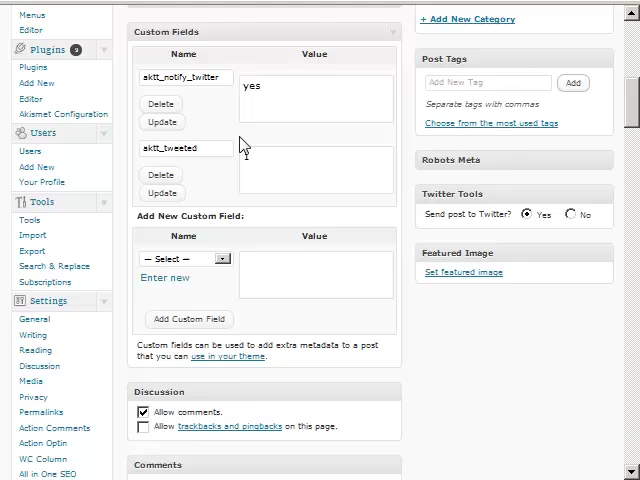 Menus
Editor
Plugins 9
Plugins
Add New
Editor
Akismet Configuration
Users
Users
Add New
Your Profile
Tools
Tools
Import
Export
Search & Replace
Subscriptions
Settings
General
Writing
Reading
Discussion
Media
Privacy
Permalinks
Action Comments
Action Optin
WC Column
All in One SEO
Custom Fields
Name Value
aktt_notify_twitter
yes
Delete
Update
aktt_tweeted
Delete
Update
Add New Custom Field:
Name Value
— Select —
Enter new
Add Custom Field
Custom fields can be used to add extra metadata to a post
that you can use in your theme.
Discussion
Allow comments.
Allow trackbacks and pingbacks on this page.
Comments
+ Add New Category
Post Tags
Add New Tag Add
Separate tags with commas
Choose from the most used tags
Robots Meta
Twitter Tools
Send post to Twitter? Yes No
Featured Image
Set featured image